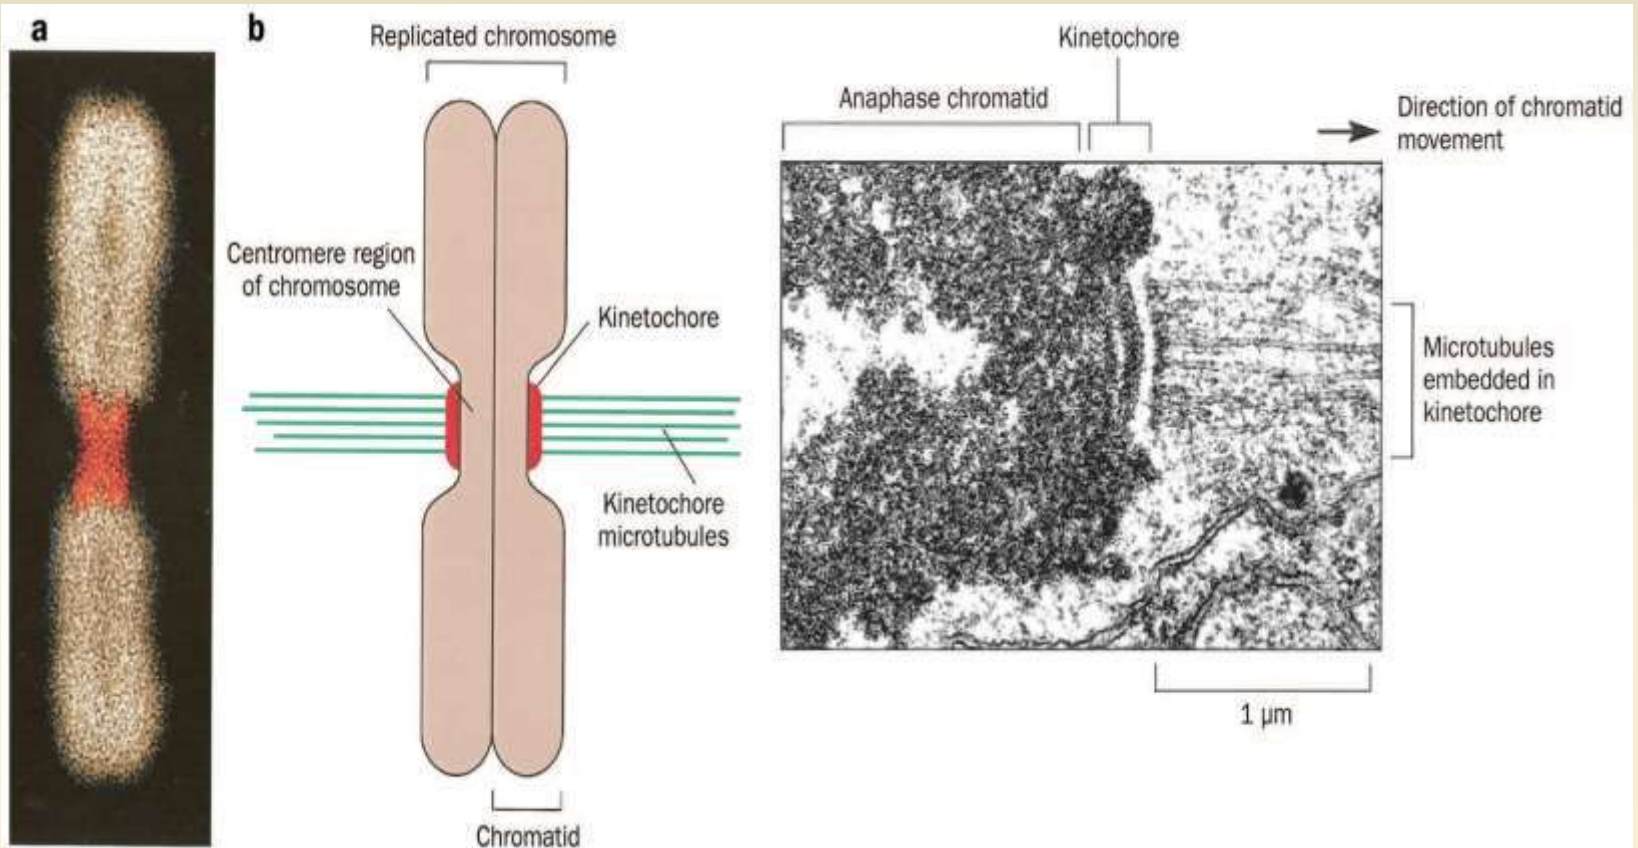 a
b
Replicated chromosome
Centromere region
of chromosome
Kinetochore
Kinetochore
microtubules
Chromatid
Kinetochore
Anaphase chromatid
Direction of chromatid
movement
Microtubules
embedded in
kinetochore
1 µm